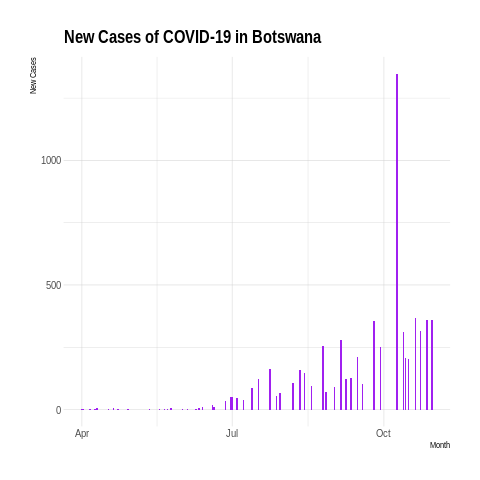 New Cases of COVID-19 in Botswana
New Cases
1000
500
0
Apr
Jul
Oct
Month